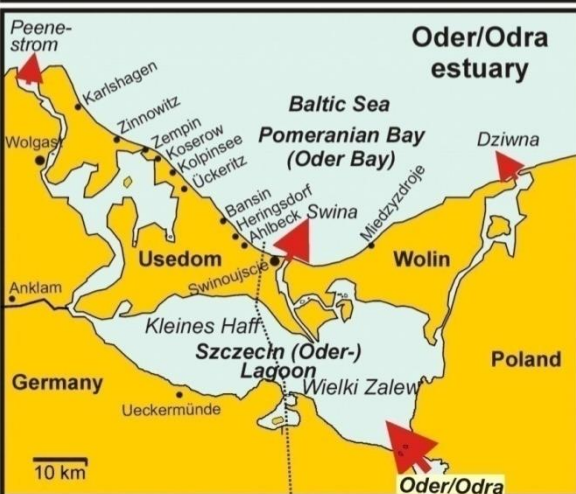 Peene-
strom
Oder/Odra
estuary
Karlshagen
Zinnowitz
Baltic Sea
Wolgast
Zempin
Koserow
Kolpinsee
Ückeritz
Pomeranian Bay
(Oder Bay)
Dziwna
Miedzyzdroje
Bansin
Heringsdorf
Ahlbeck
Swina
Usedom
Swinoujscie
Wolin
Anklam
Kleines Haff
Szczecin (Oder-)
Lagoon
Wielki Zalew
Poland
Germany
Ueckermünde
10 km
Oder/Odra